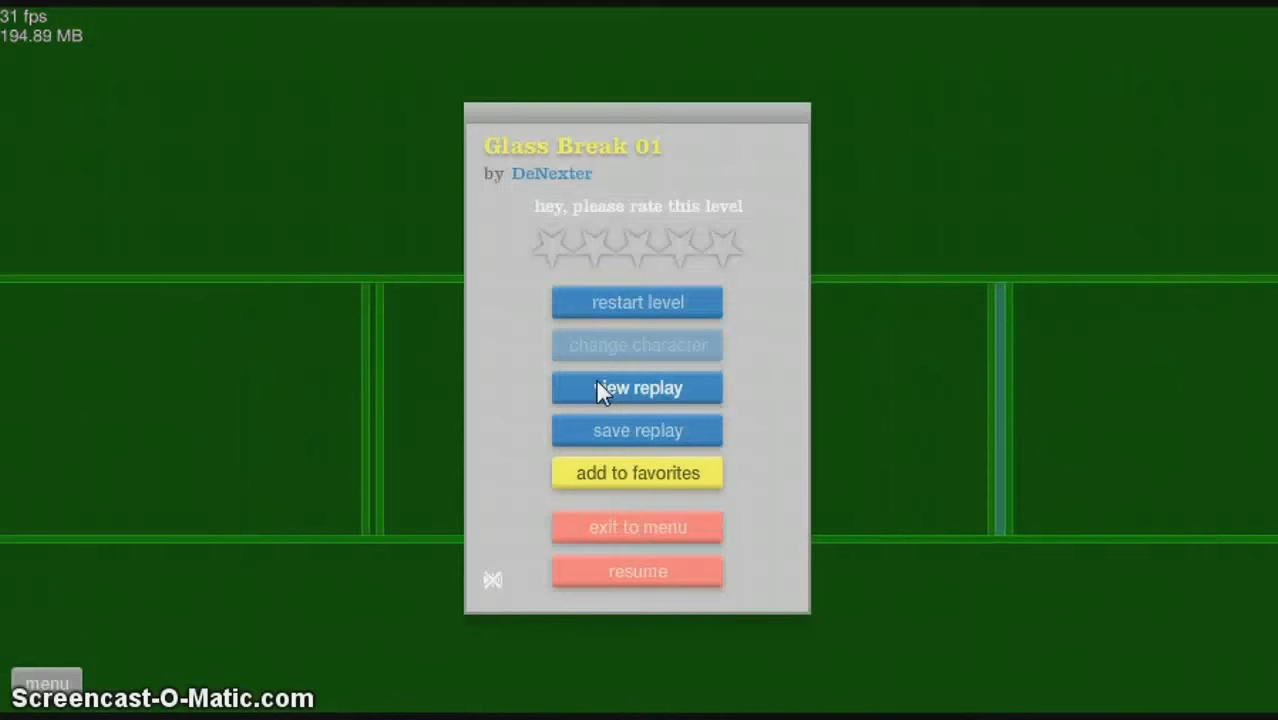 31 fps
194.89 MB
Glass Break 01
by DeNexter
hey, please rate this level
restart level
change character
view replay
save replay
add to favorites
exit to menu
resume
menu
Screencast-O-Matic.com